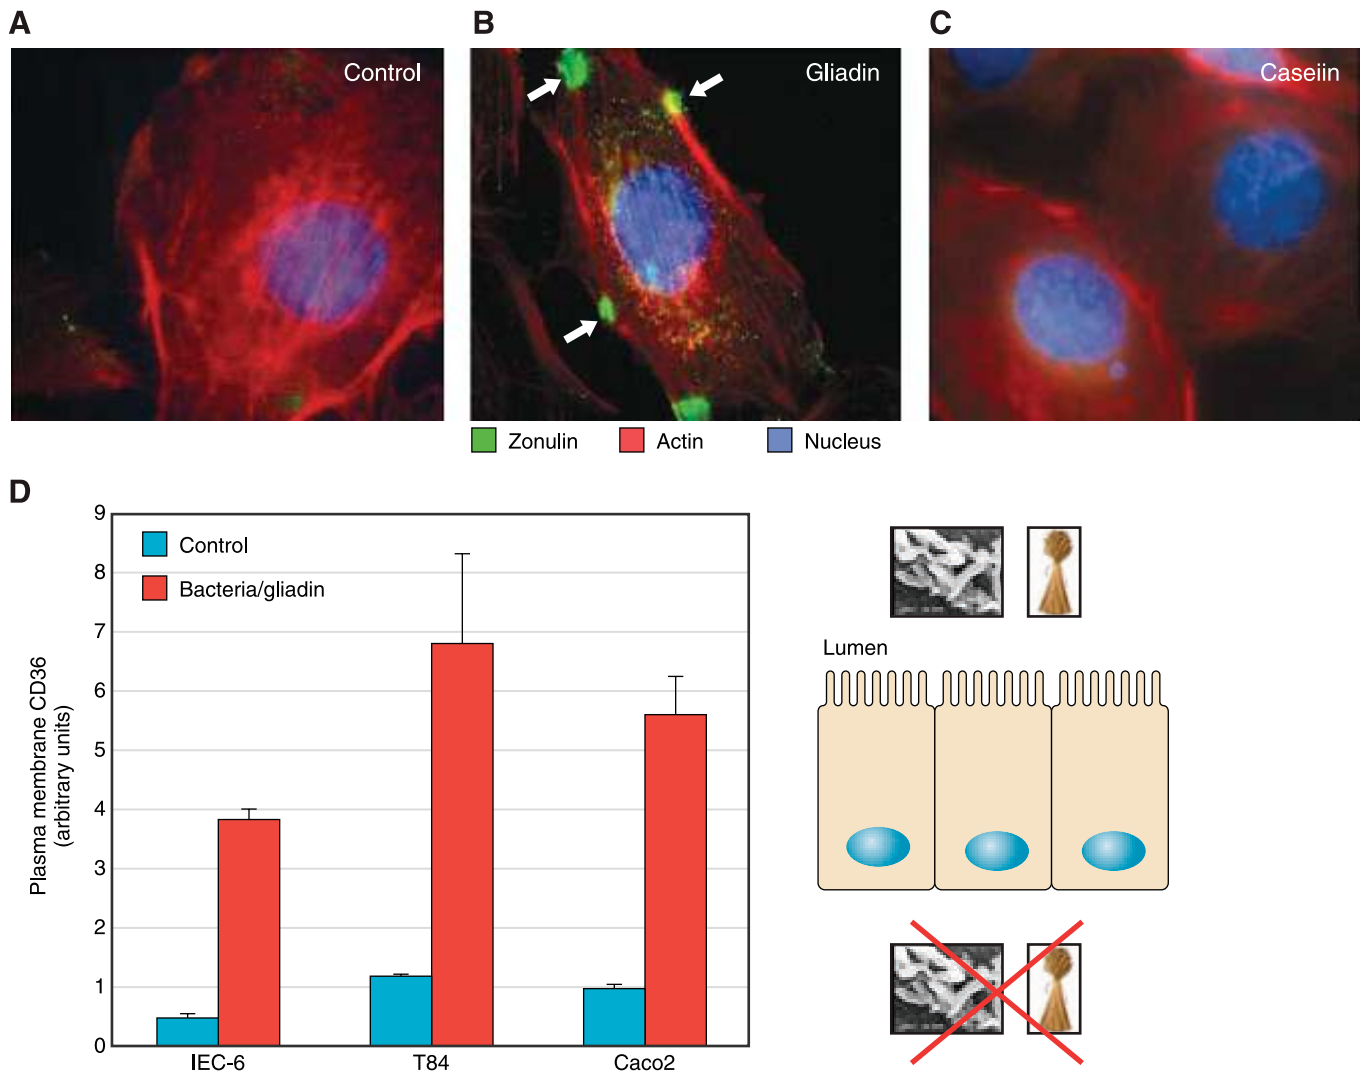 A
B
C
Control
Gliadin
Caseiin
Zonulin
Actin
Nucleus
D
9
8
7
6
5
4
3
2
1
0
Plasma membrane CD36
(arbitrary units)
Control
Bacteria/gliadin
IEC-6
T84
Caco2
Lumen